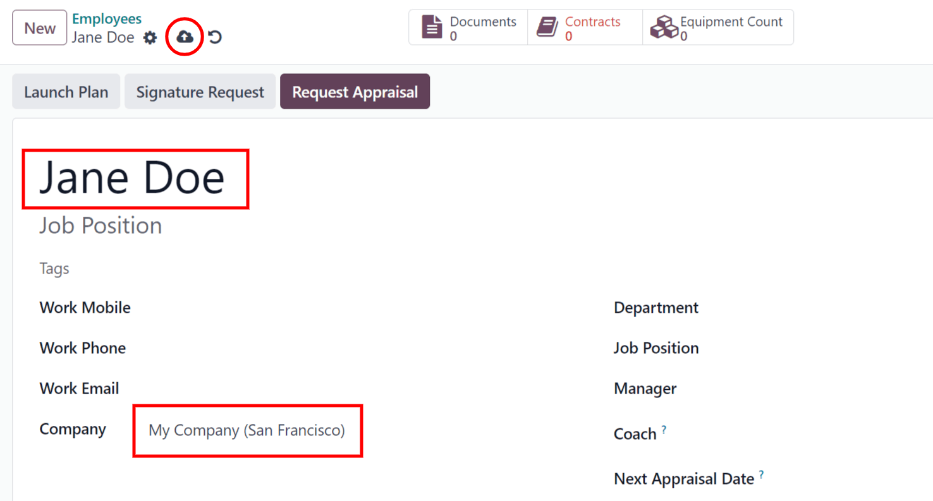 New
Employees
Jane Doe
Documents
0
Contracts
0
Equipment Count
0
Launch Plan
Signature Request
Request Appraisal
Jane Doe
Job Position
Tags
Work Mobile
Department
Work Phone
Job Position
Work Email
Manager
Company
My Company (San Francisco)
Coach ?
Next Appraisal Date ?